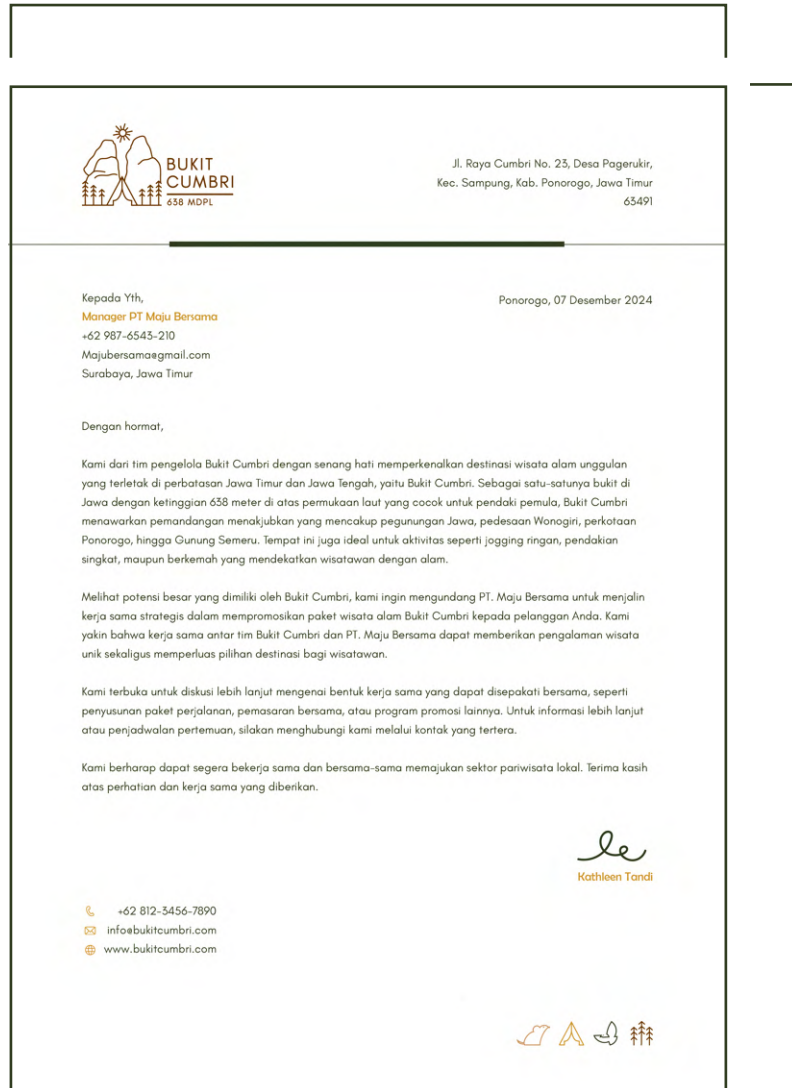 BUKIT
CUMBRI
638 MDPL
Jl. Raya Cumbri No. 23, Desa Pagerukir,
Kec. Sampung, Kab. Ponorogo, Jawa Timur
63491
Kepada Yth,
Manager PT Maju Bersama
+62 987-6543-210
Majubersama@gmail.com
Surabaya, Jawa Timur
Ponorogo, 07 Desember 2024
Dengan hormat,
Kami dari tim pengelola Bukit Cumbri dengan senang hati memperkenalkan destinasi wisata alam unggulan
yang terletak di perbatasan Jawa Timur dan Jawa Tengah, yaitu Bukit Cumbri. Sebagai satu-satunya bukit di
Jawa dengan ketinggian 638 meter di atas permukaan laut yang cocok untuk pendaki pemula, Bukit Cumbri
menawarkan pemandangan menakjubkan yang mencakup pegunungan Jawa, pedesaan Wonogiri, perkotaan
Ponorogo, hingga Gunung Semeru. Tempat ini juga ideal untuk aktivitas seperti jogging ringan, pendakian
singkat, maupun berkemah yang mendekatkan wisatawan dengan alam.
Melihat potensi besar yang dimiliki oleh Bukit Cumbri, kami ingin mengundang PT. Maju Bersama untuk menjalin
kerja sama strategis dalam mempromosikan paket wisata alam Bukit Cumbri kepada pelanggan Anda. Kami
yakin bahwa kerja sama antar tim Bukit Cumbri dan PT. Maju Bersama dapat memberikan pengalaman wisata
unik sekaligus memperluas pilihan destinasi bagi wisatawan.
Kami terbuka untuk diskusi lebih lanjut mengenai bentuk kerja sama yang dapat disepakati bersama, seperti
penyusunan paket perjalanan, pemasaran bersama, atau program promosi lainnya. Untuk informasi lebih lanjut
atau penjadwalan pertemuan, silakan menghubungi kami melalui kontak yang tertera.
Kami berharap dapat segera bekerja sama dan bersama-sama memajukan sektor pariwisata lokal. Terima kasih
atas perhatian dan kerja sama yang diberikan.
Kathleen Tandi
+62 812-3456-7890
info@bukitcumbri.com
www.bukitcumbri.com